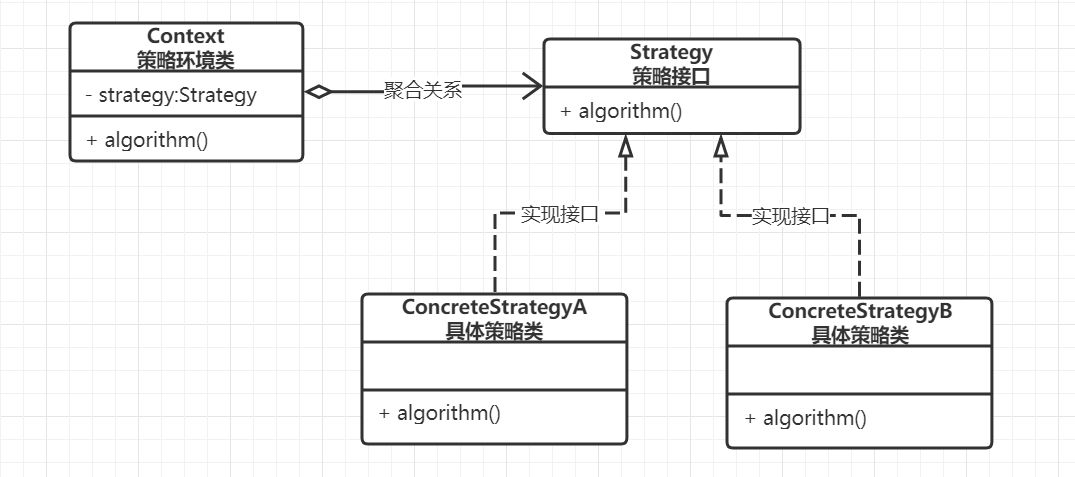 Context
策略环境类
- strategy:Strategy
+ algorithm()
聚合关系
Strategy
策略接口
+ algorithm()
实现接口
实现接口
ConcreteStrategyA
具体策略类
+ algorithm()
ConcreteStrategyB
具体策略类
+ algorithm()